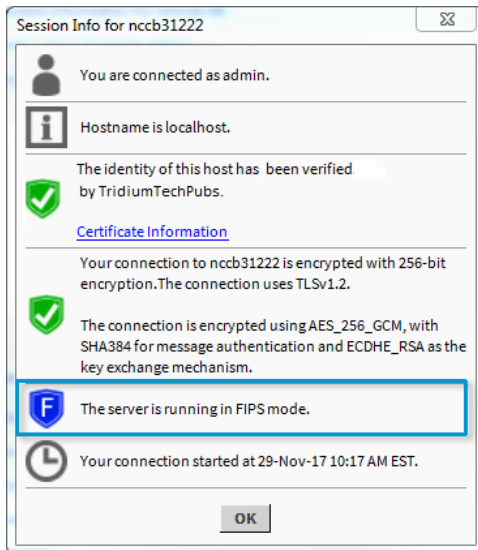 Session Info for nccb31222
You are connected as admin.
Hostname is localhost.
The identity of this host has been verified
by TridiumTechPubs.
Certificate Information
Your connection to nccb31222 is encrypted with 256-bit
encryption.The connection uses TLSv1.2.
The connection is encrypted using AES_256_GCM, with
SHA384 for message authentication and ECDHE_RSA as the
key exchange mechanism.
F
The server is running in FIPS mode.
Your connection started at 29-Nov-17 10:17 AM EST.
OK